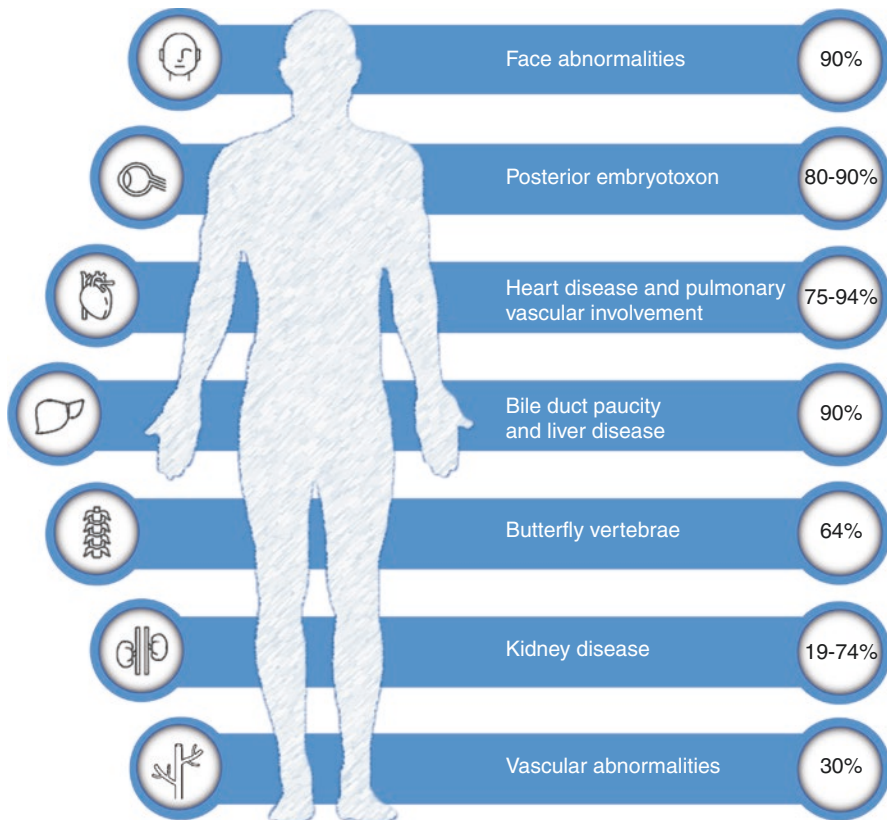 Face abnormalities
90%
Posterior embryotoxon
80-90%
Heart disease and pulmonary
vascular involvement
75-94%
Bile duct paucity
and liver disease
90%
Butterfly vertebrae
64%
Kidney disease
19-74%
Vascular abnormalities
30%